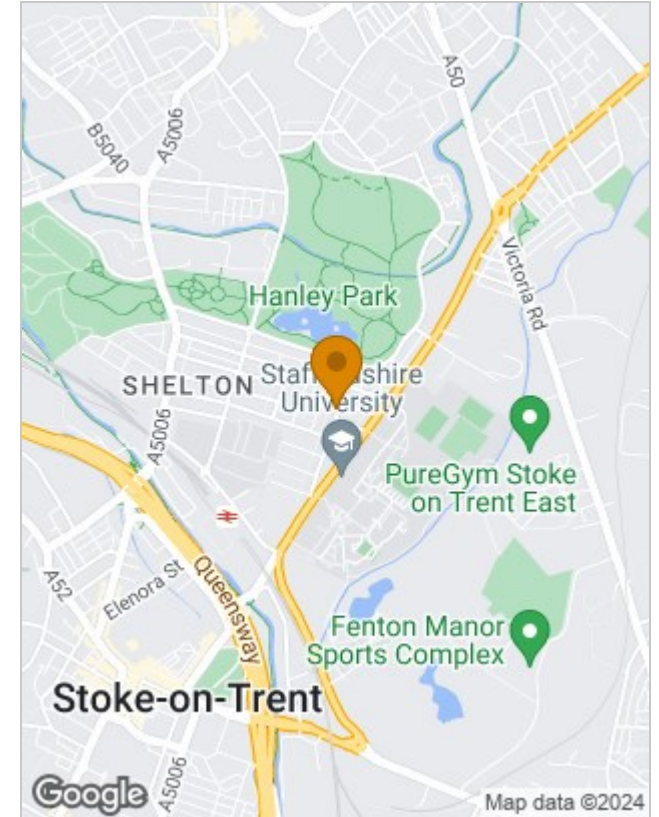 A50
A5006
B5040
Victoria Rd
Hanley Park
SHELTON
Staffordshire
University
A5006
PureGym Stoke
on Trent East
A52
Elenora St
Queensway
Fenton Manor
Sports Complex
Stoke-on-Trent
A5006
Google
Map data ©2024